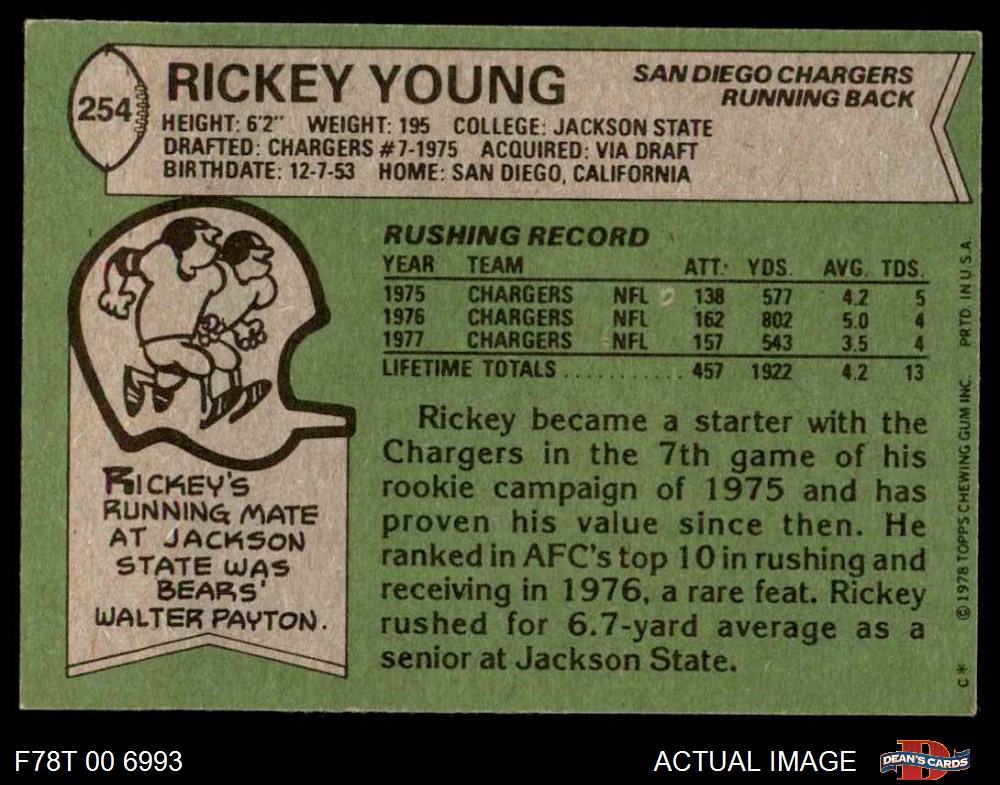 254
RICKEY YOUNG
SAN DIEGO CHARGERS
RUNNING BACK
HEIGHT: 6'2" WEIGHT: 195 COLLEGE: JACKSON STATE
DRAFTED: CHARGERS #7-1975 ACQUIRED: VIA DRAFT
BIRTHDATE: 12-7-53 HOME: SAN DIEGO, CALIFORNIA
RUSHING RECORD
YEAR TEAM ATT. YDS. AVG. TDS.
1975 CHARGERS NFL 138 577 4.2 5
1976 CHARGERS NFL 162 802 5.0 4
1977 CHARGERS NFL 157 543 3.5 4
LIFETIME TOTALS........... 457 1922 4.2 13
Rickey became a starter with the
Chargers in the 7th game of his
rookie campaign of 1975 and has
proven his value since then. He
ranked in AFC's top 10 in rushing and
receiving in 1976, a rare feat. Rickey
rushed for 6.7-yard average as a
senior at Jackson State.
RICKEY'S
RUNNING MATE
AT JACKSON
STATE WAS
BEARS'
WALTER PAYTON.
C* © 1978 TOPPS CHEWING GUM INC. PRTD IN U.S.A.
F78T 00 6993
ACTUAL IMAGE
D
DEAN'S CARDS